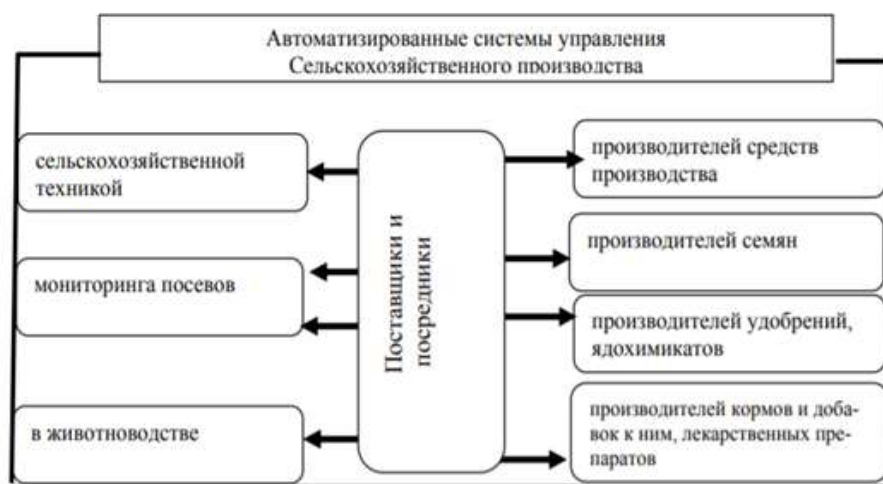 Автоматизированные системы управления
Сельскохозяйственного производства
сельскохозяйственной
техникой
мониторинга посевов
в животноводстве
Поставщики и
посредники
производителей средств
производства
производителей семян
производителей удобрений,
ядохимикатов
производителей кормов и доба-
вок к ним, лекарственных пре-
паратов